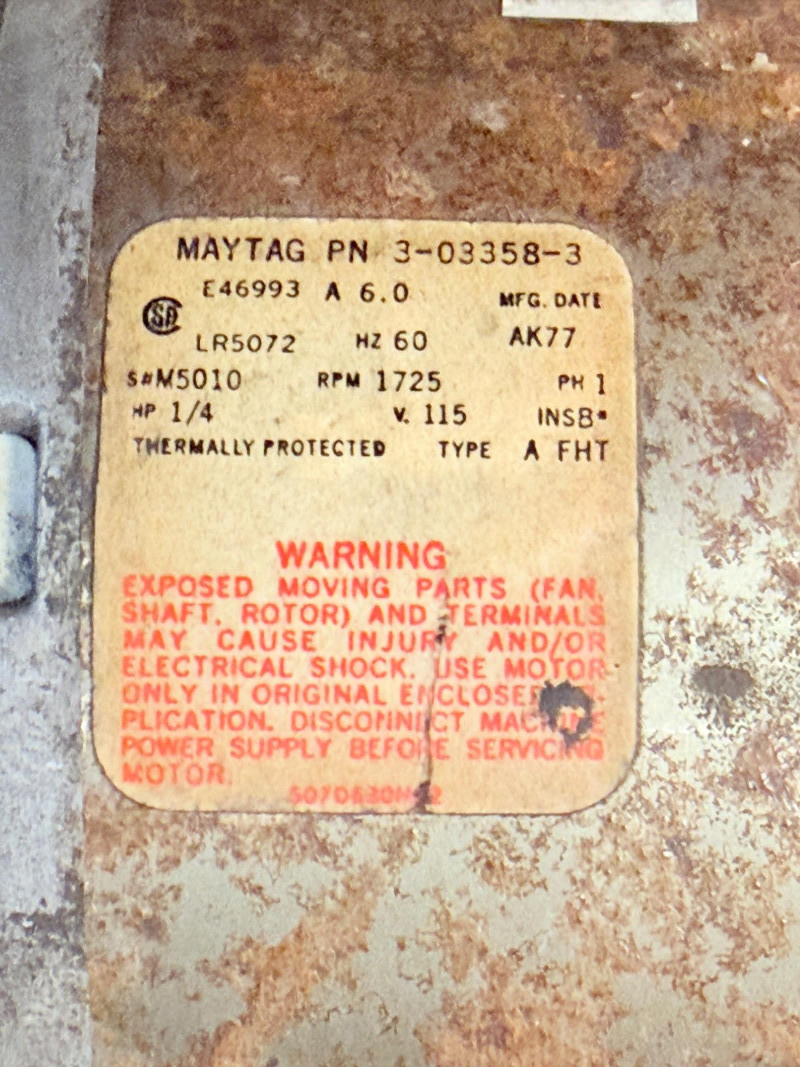 MAYTAG PN 3-03358-3
E46993 A 6.0 MFG. DATE
LR5072 HZ 60 AK77
S#M5010 RPM 1725 PH 1
HP 1/4 V. 115 INSB*
THERMALLY PROTECTED TYPE A FHT
WARNING
EXPOSED MOVING PARTS (FAN,
SHAFT, ROTOR) AND TERMINALS
MAY CAUSE INJURY AND/OR
ELECTRICAL SHOCK. USE MOTOR
ONLY IN ORIGINAL ENCLOSED
PLICATION. DISCONNECT MACHINE
POWER SUPPLY BEFORE SERVICING
MOTOR.